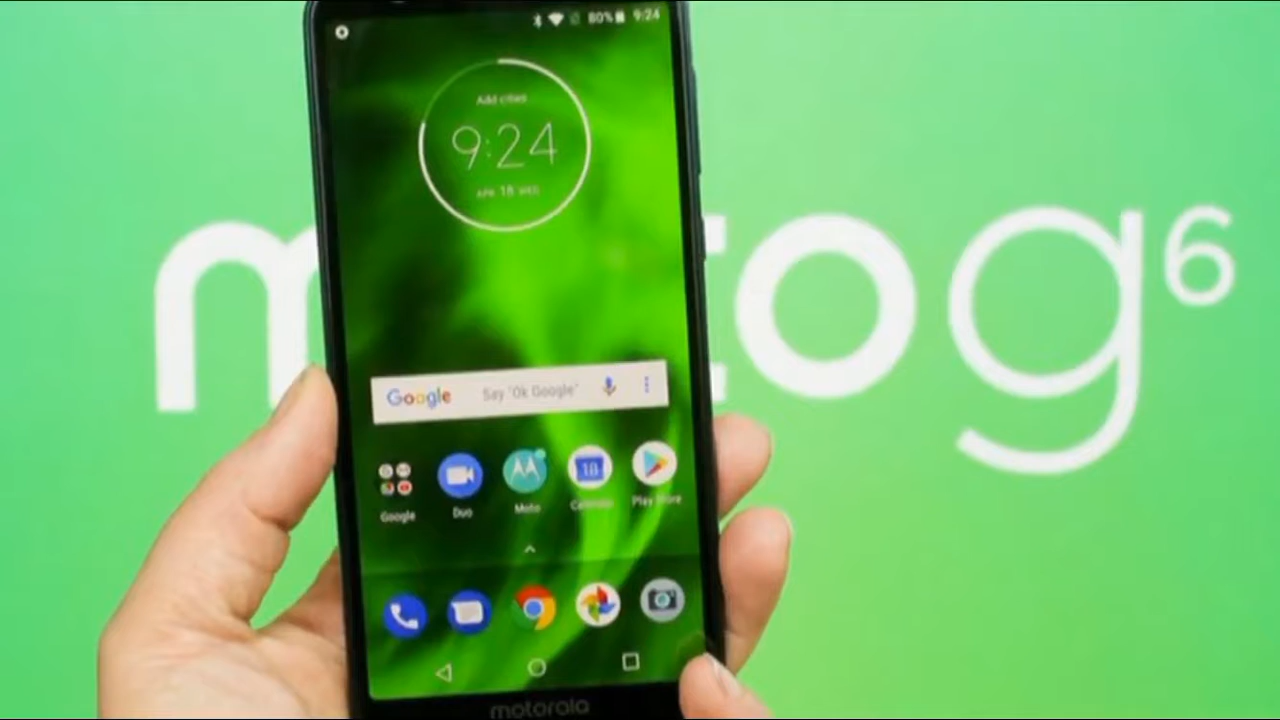 80% 9:24
Add cities
9:24
APR 18 WED
moto g6
Google Say "Ok Google"
18
Google Duo Moto Calendar Play Store
motorola